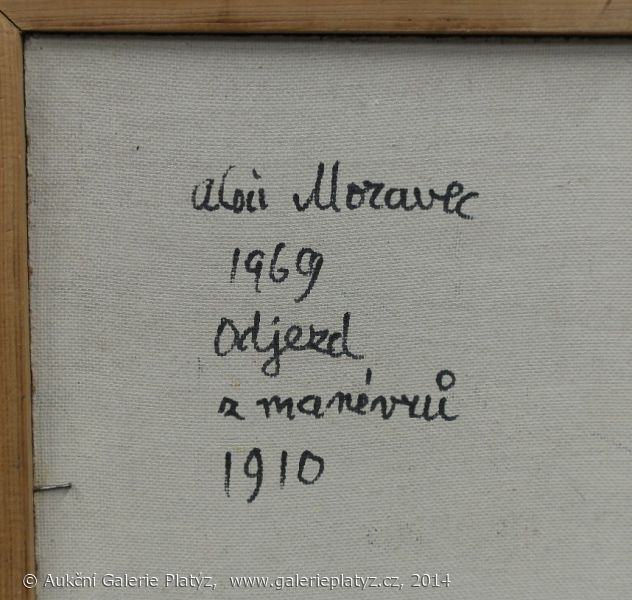 Alois Moravec
1969
Odjezd
z manévrů
1910
© Aukční Galerie Platýz, www.galerieplatyz.cz, 2014